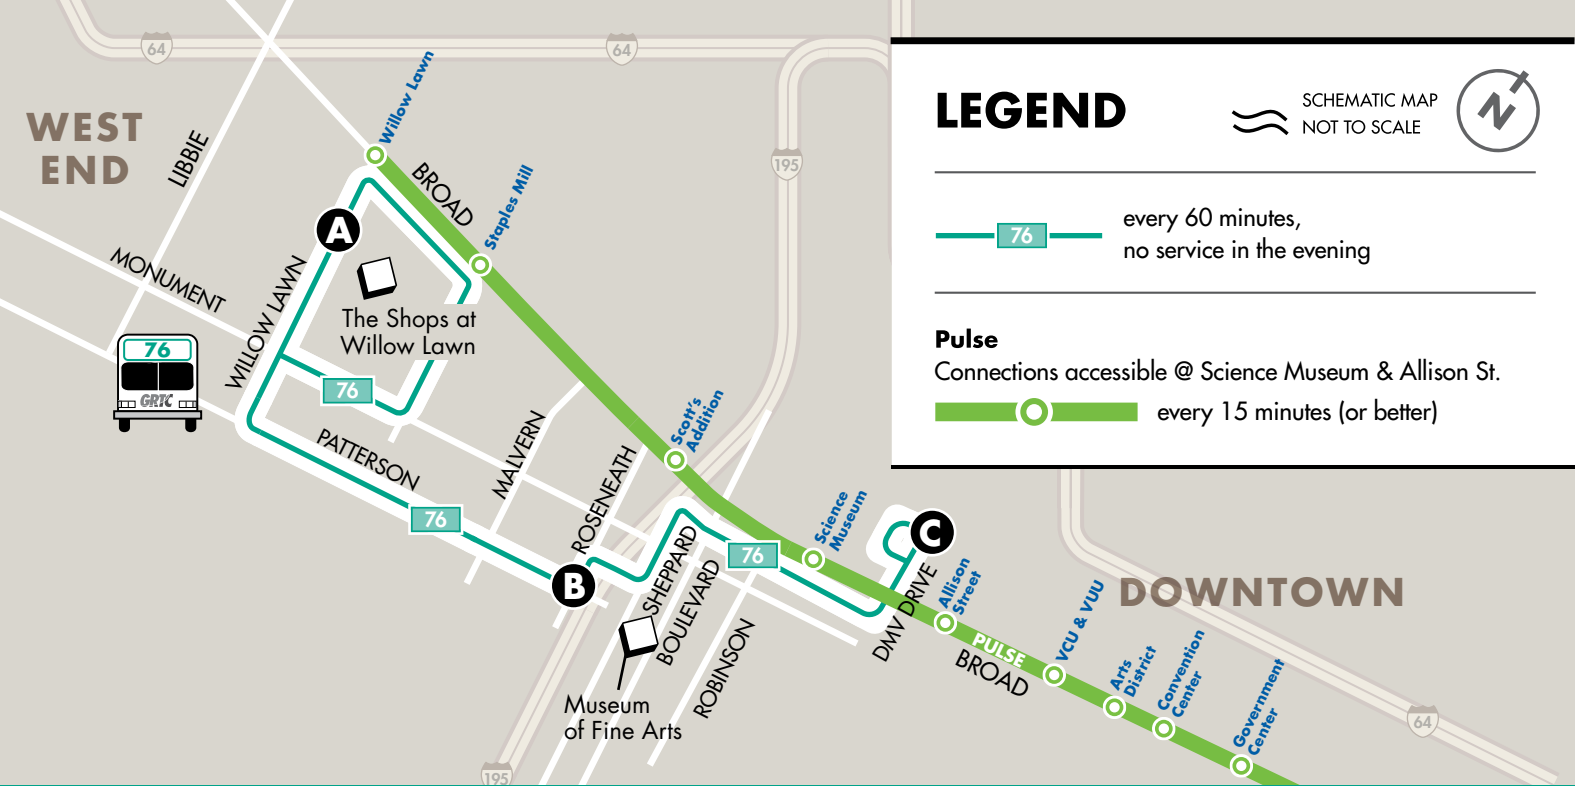 64
64
195
WEST
END
LIBBIE
Willow Lawn
BROAD
Staples Mill
A
MONUMENT
WILLOW LAWN
The Shops at
Willow Lawn
76
GRTC
76
PATTERSON
76
MALVERN
ROSENEATH
Scott's
Addition
B
SHEPPARD
BOULEVARD
ROBINSON
76
Museum
of Fine Arts
195
Science
Museum
C
DMV DRIVE
Allison
Street
PULSE
BROAD
VCU & VUU
DOWNTOWN
Arts
District
Convention
Center
Government
Center
64
LEGEND
SCHEMATIC MAP
NOT TO SCALE
N
76
every 60 minutes,
no service in the evening
Pulse
Connections accessible @ Science Museum & Allison St.
every 15 minutes (or better)